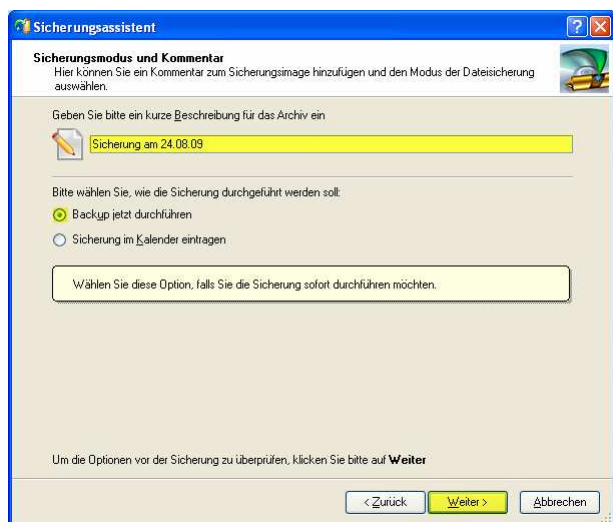 Sicherungsassistent
Sicherungsmodus und Kommentar
Hier können Sie ein Kommentar zum Sicherungsimage hinzufügen und den Modus der Dateisicherung
auswählen.
Geben Sie bitte ein kurze Beschreibung für das Archiv ein
Sicherung am 24.08.09
Bitte wählen Sie, wie die Sicherung durchgeführt werden soll:
Backup jetzt durchführen
Sicherung im Kalender eintragen
Wählen Sie diese Option, falls Sie die Sicherung sofort durchführen möchten.
Um die Optionen vor der Sicherung zu überprüfen, klicken Sie bitte auf Weiter
< Zurück Weiter > Abbrechen